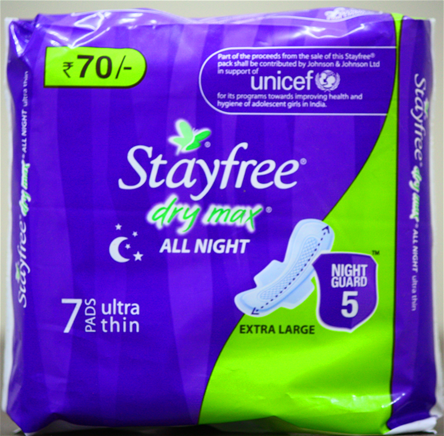 ₹70/-
Part of the proceeds from the sale of this Stayfree®
pack shall be contributed by Johnson & Johnson Ltd
in support of
unicef
for its programs towards improving health and
hygiene of adolescent girls in India.
Stayfree®
dry max®
ALL NIGHT
7 PADS ultra thin
EXTRA LARGE
NIGHT
GUARD™
5
Stayfree dry max® ALL NIGHT ultra thin
Stayfree dry max® ALL NIGHT ultra thin